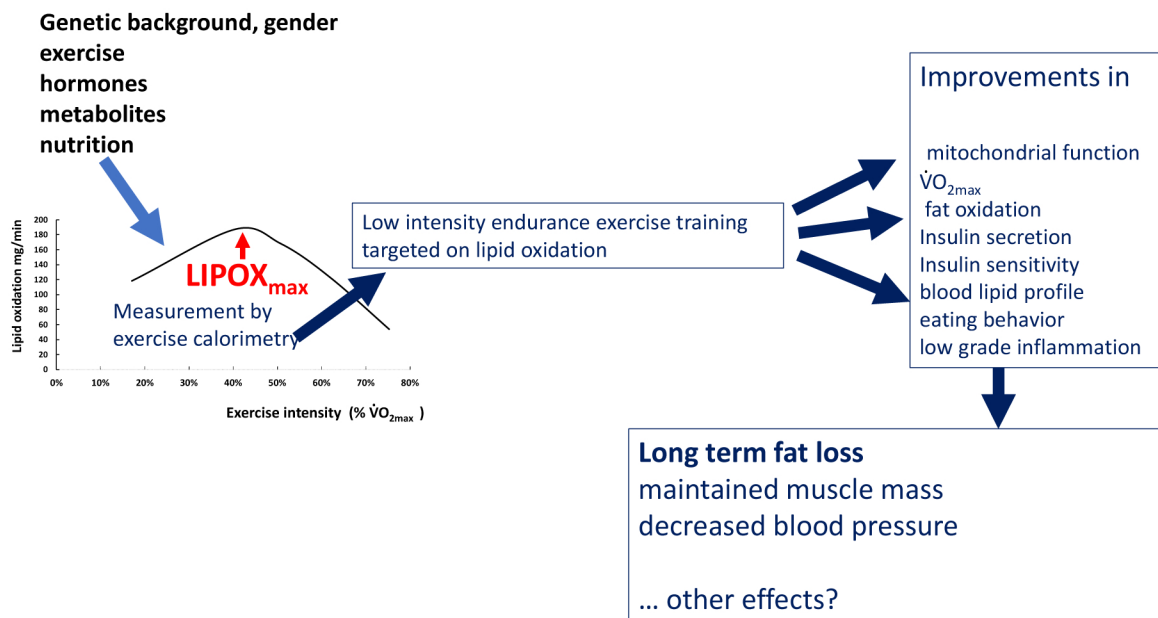 Genetic background, gender
exercise
hormones
metabolites
nutrition
Lipid oxidation mg/min
200
180
160
140
120
100
80
60
40
20
0
LIPOXmax
Measurement by
exercise calorimetry
0%
10%
20%
30%
40%
50%
60%
70%
80%
Exercise intensity (% V̇O2max )
Low intensity endurance exercise training
targeted on lipid oxidation
Improvements in
mitochondrial function
V̇O2max
fat oxidation
Insulin secretion
Insulin sensitivity
blood lipid profile
eating behavior
low grade inflammation
Long term fat loss
maintained muscle mass
decreased blood pressure
... other effects?